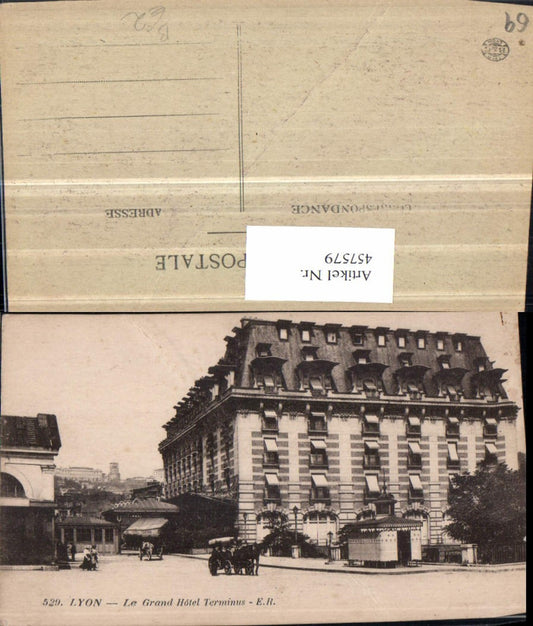 69
ADRESSE
CORRESPONDANCE
POSTALE
Artikel Nr.
457579
529. LYON — Le Grand Hôtel Terminus - E.R.